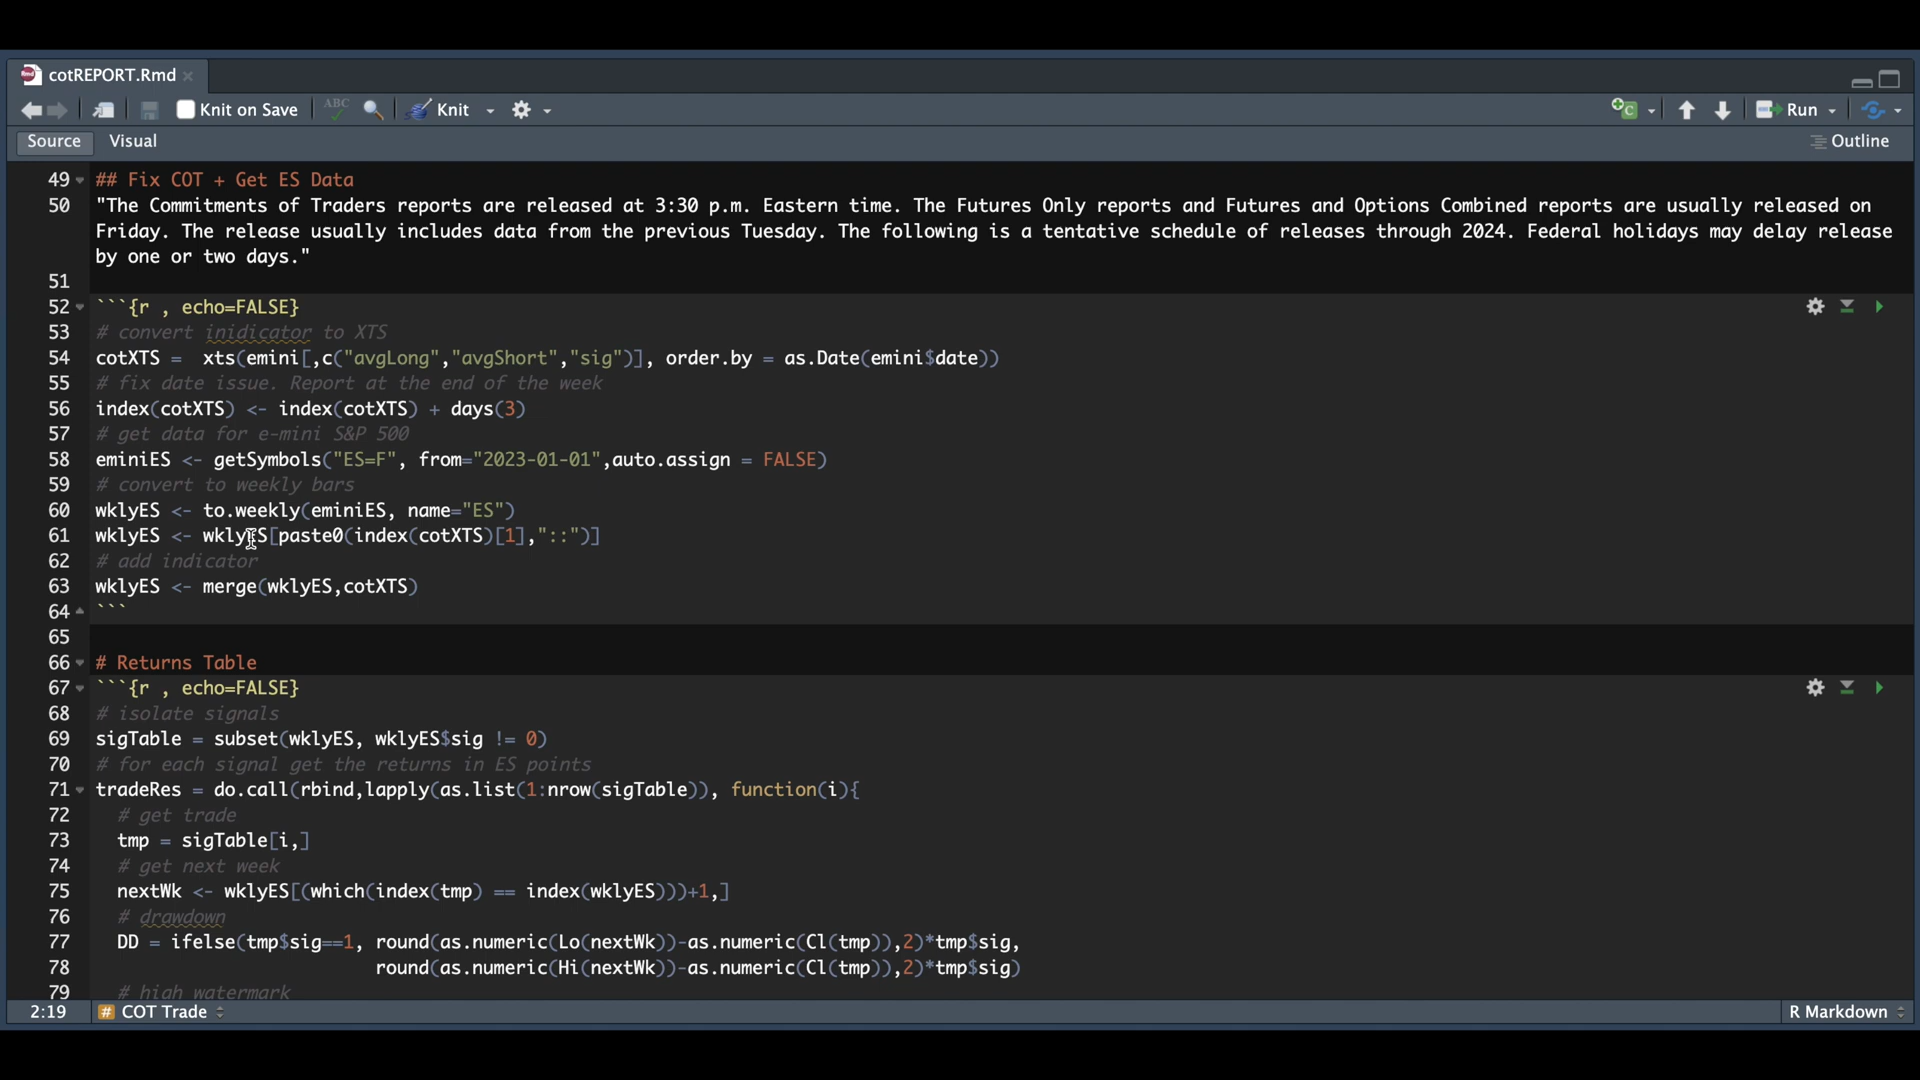 cotREPORT.Rmd
Knit on Save ABC Knit Run
Source Visual Outline
49 ## Fix COT + Get ES Data
50 "The Commitments of Traders reports are released at 3:30 p.m. Eastern time. The Futures Only reports and Futures and Options Combined reports are usually released on
Friday. The release usually includes data from the previous Tuesday. The following is a tentative schedule of releases through 2024. Federal holidays may delay release
by one or two days."
51
52 ```{r , echo=FALSE}
53 # convert inidicator to XTS
54 cotXTS =  xts(emini[,c("avgLong","avgShort","sig")], order.by = as.Date(emini$date))
55 # fix date issue. Report at the end of the week
56 index(cotXTS) <- index(cotXTS) + days(3)
57 # get data for e-mini S&P 500
58 eminiES <- getSymbols("ES=F", from="2023-01-01",auto.assign = FALSE)
59 # convert to weekly bars
60 wklyES <- to.weekly(eminiES, name="ES")
61 wklyES <- wklyES[paste0(index(cotXTS)[1],"::")]
62 # add indicator
63 wklyES <- merge(wklyES,cotXTS)
64 ```
65
66 # Returns Table
67 ```{r , echo=FALSE}
68 # isolate signals
69 sigTable = subset(wklyES, wklyES$sig != 0)
70 # for each signal get the returns in ES points
71 tradeRes = do.call(rbind,lapply(as.list(1:nrow(sigTable)), function(i){
72   # get trade
73   tmp = sigTable[i,]
74   # get next week
75   nextWk <- wklyES[(which(index(tmp) == index(wklyES)))+1,]
76   # drawdown
77   DD = ifelse(tmp$sig==1, round(as.numeric(Lo(nextWk))-as.numeric(Cl(tmp)),2)*tmp$sig,
78                           round(as.numeric(Hi(nextWk))-as.numeric(Cl(tmp)),2)*tmp$sig)
79   # high watermark
2:19 # COT Trade R Markdown